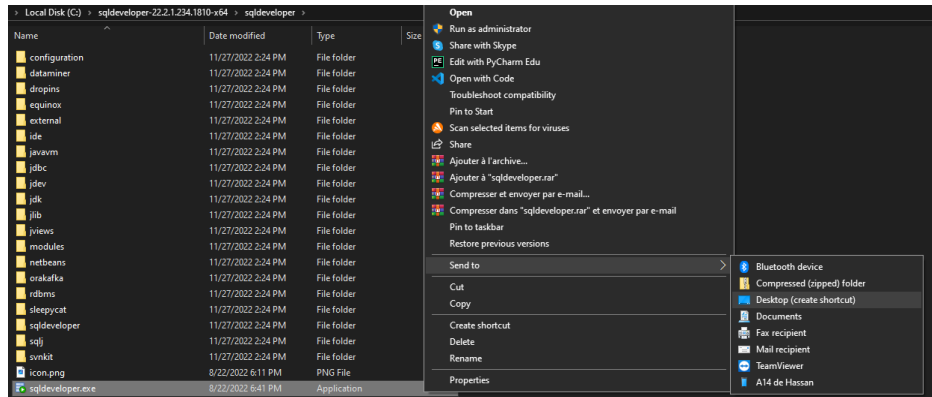 > Local Disk (C:) > sqldeveloper-22.2.1.234.1810-x64 > sqldeveloper >
Name Date modified Type Size
configuration 11/27/2022 2:24 PM File folder
dataminer 11/27/2022 2:24 PM File folder
dropins 11/27/2022 2:24 PM File folder
equinox 11/27/2022 2:24 PM File folder
external 11/27/2022 2:24 PM File folder
ide 11/27/2022 2:24 PM File folder
javavm 11/27/2022 2:24 PM File folder
jdbc 11/27/2022 2:24 PM File folder
jdev 11/27/2022 2:24 PM File folder
jdk 11/27/2022 2:24 PM File folder
jlib 11/27/2022 2:24 PM File folder
jviews 11/27/2022 2:24 PM File folder
modules 11/27/2022 2:24 PM File folder
netbeans 11/27/2022 2:24 PM File folder
orakafka 11/27/2022 2:24 PM File folder
rdbms 11/27/2022 2:24 PM File folder
sleepycat 11/27/2022 2:24 PM File folder
sqldeveloper 11/27/2022 2:24 PM File folder
sqlj 11/27/2022 2:24 PM File folder
svnkit 11/27/2022 2:24 PM File folder
icon.png 8/22/2022 6:11 PM PNG File
sqldeveloper.exe 8/22/2022 6:41 PM Application
Open
Run as administrator
Share with Skype
PE Edit with PyCharm Edu
Open with Code
Troubleshoot compatibility
Pin to Start
Scan selected items for viruses
Share
Ajouter à l'archive...
Ajouter à "sqldeveloper.rar"
Compresser et envoyer par e-mail...
Compresser dans "sqldeveloper.rar" et envoyer par e-mail
Pin to taskbar
Restore previous versions
Send to >
Cut
Copy
Create shortcut
Delete
Rename
Properties
Bluetooth device
Compressed (zipped) folder
Desktop (create shortcut)
Documents
Fax recipient
Mail recipient
TeamViewer
A14 de Hassan